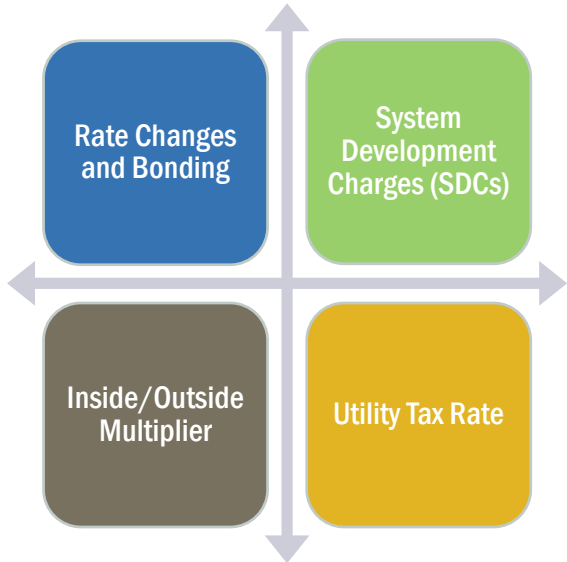 Rate Changes
and Bonding
System
Development
Charges (SDCs)
Inside/Outside
Multiplier
Utility Tax Rate